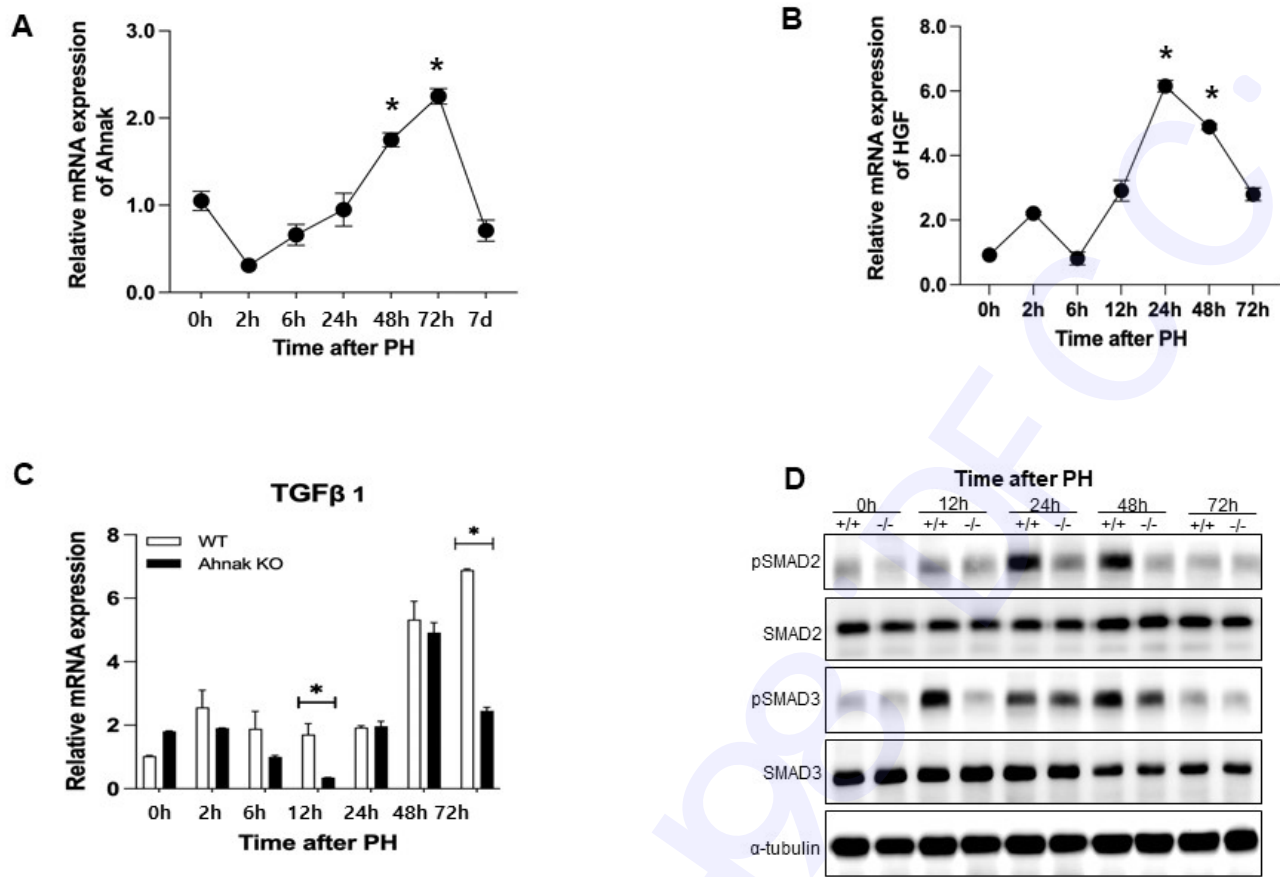 A
Relative mRNA expression
of Ahnak
3.0
2.0
1.0
0.0
*
*
0h 2h 6h 24h 48h 72h 7d
Time after PH
B
Relative mRNA expression
of HGF
8.0
6.0
4.0
2.0
0.0
*
*
0h 2h 6h 12h 24h 48h 72h
Time after PH
C
TGFβ 1
Relative mRNA expression
8
6
4
2
0
WT
Ahnak KO
*
*
0h 2h 6h 12h 24h 48h 72h
Time after PH
D
Time after PH
0h 12h 24h 48h 72h
+/+ -/- +/+ -/- +/+ -/- +/+ -/- +/+ -/-
pSMAD2
SMAD2
pSMAD3
SMAD3
α-tubulin